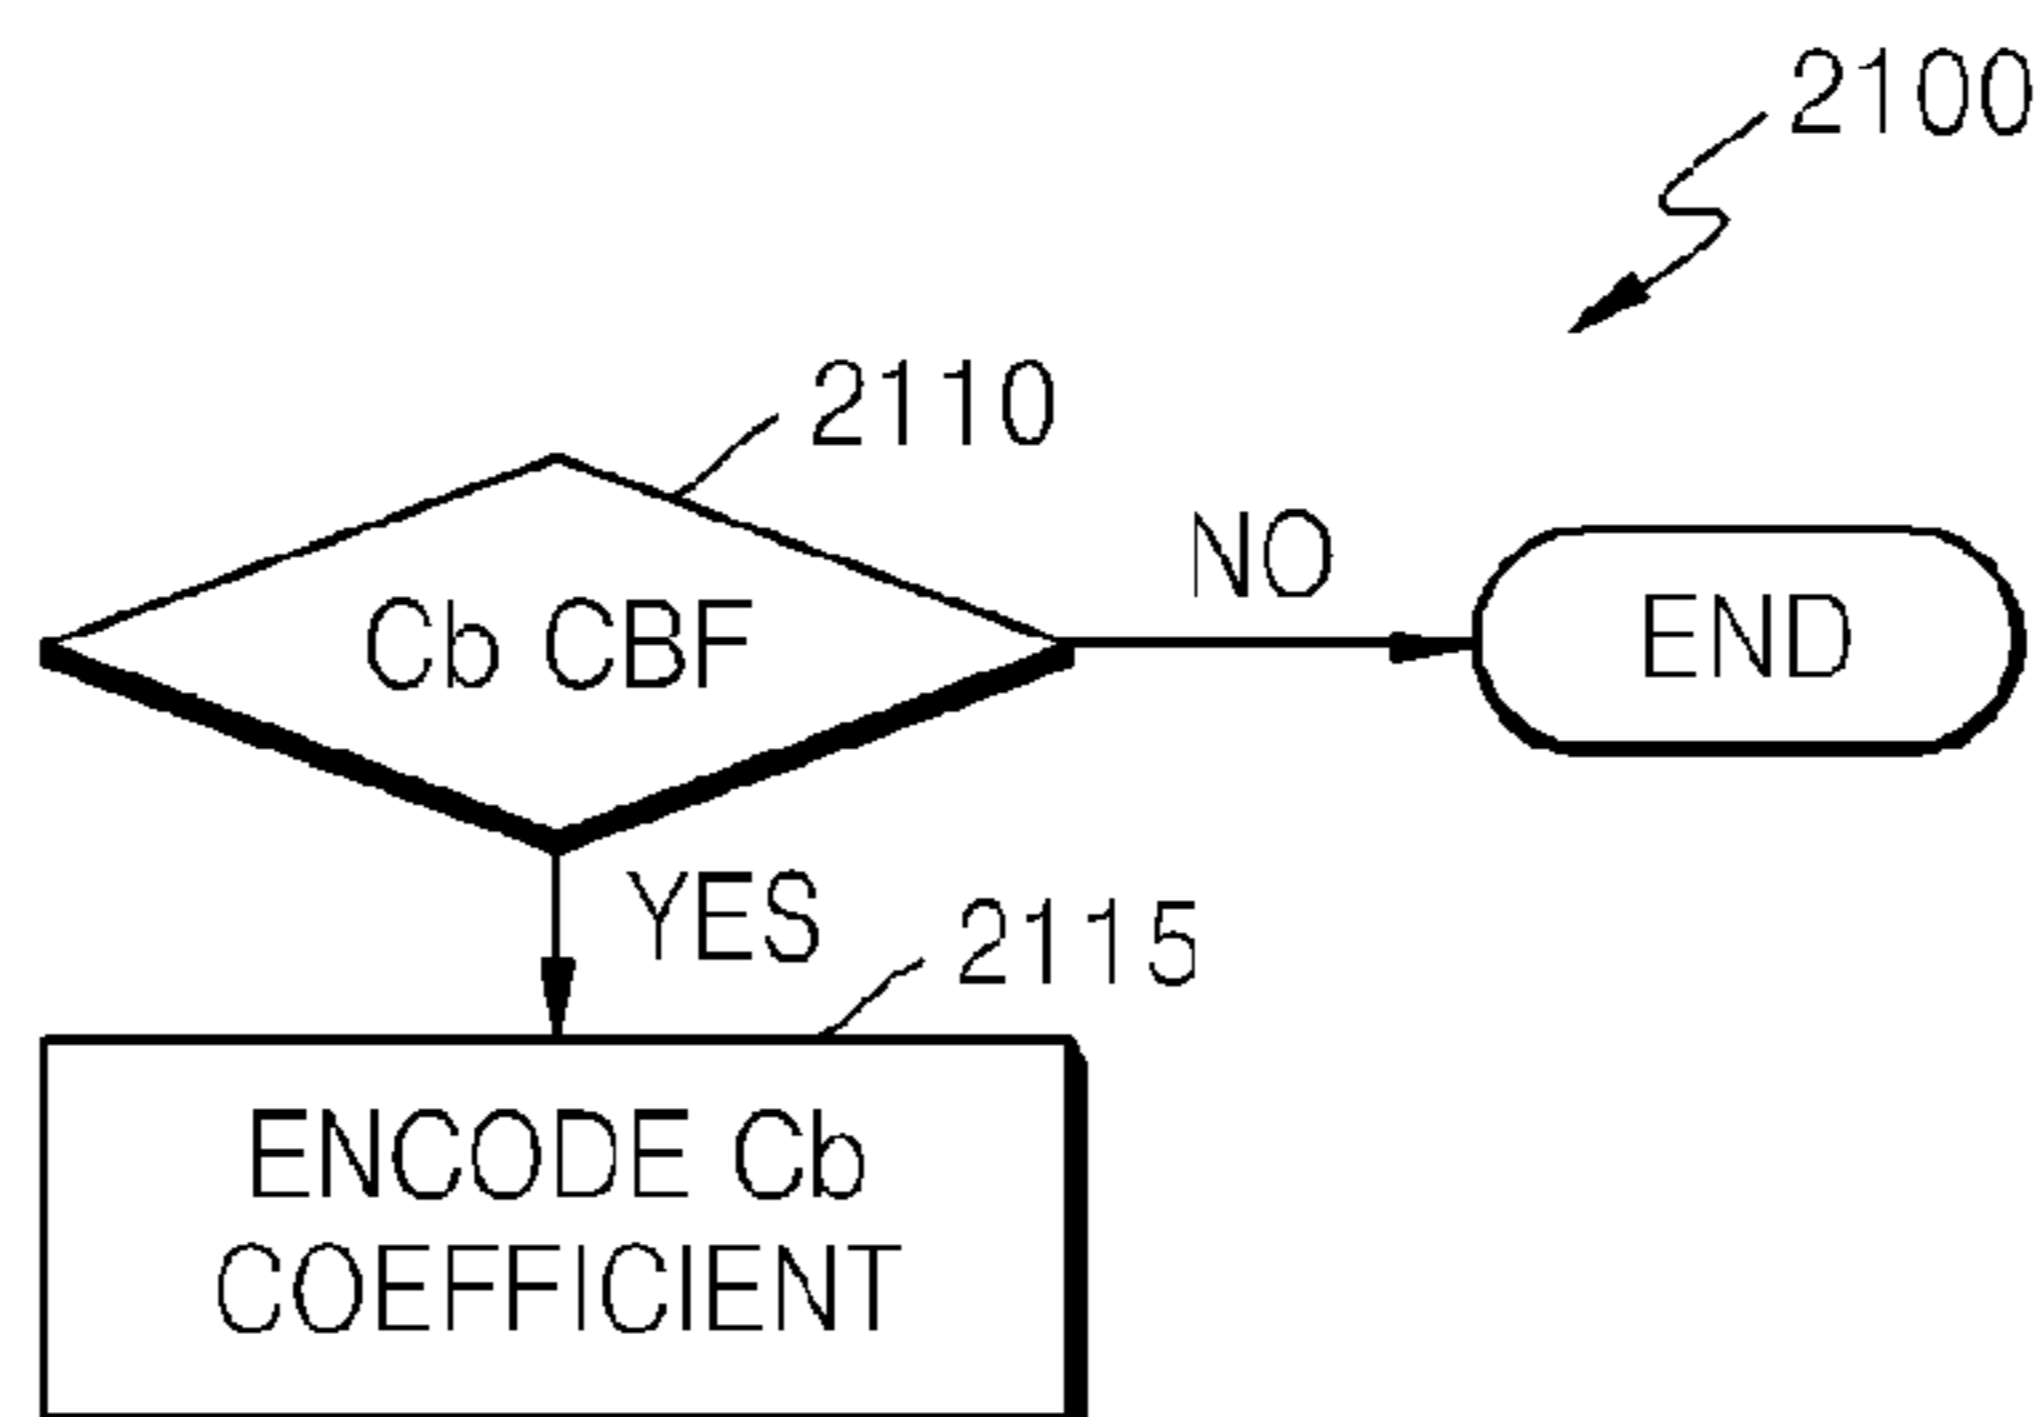 2100
2110
Cb CBF
NO
END
YES
2115
ENCODE Cb
COEFFICIENT